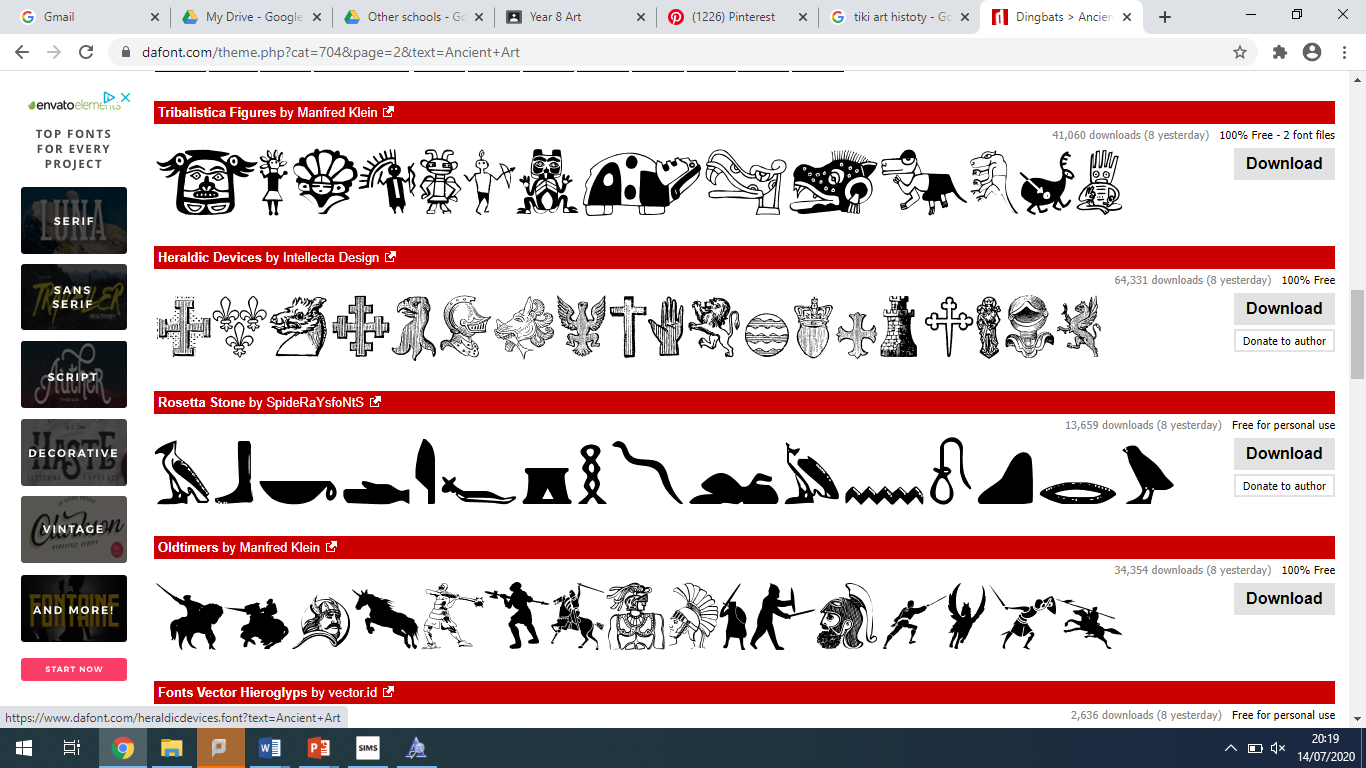 Gmail
My Drive - Google
Other schools - Go
Year 8 Art
(1226) Pinterest
tiki art histoty - Go
Dingbats > Ancien
dafont.com/theme.php?cat=704&page=2&text=Ancient+Art
envatoelements
TOP FONTS
FOR EVERY
PROJECT
LUNA
SERIF
SANS
SERIF
Author
SCRIPT
HASTE
DECORATIVE
VINTAGE
FONTAINE
AND MORE!
START NOW
Tribalistica Figures by Manfred Klein
41,060 downloads (8 yesterday) 100% Free - 2 font files
Download
Heraldic Devices by Intellecta Design
64,331 downloads (8 yesterday) 100% Free
Download
Donate to author
Rosetta Stone by SpideRaYsfoNtS
13,659 downloads (8 yesterday) Free for personal use
Download
Donate to author
Oldtimers by Manfred Klein
34,354 downloads (8 yesterday) 100% Free
Download
Fonts Vector Hieroglyps by vector.id
2,636 downloads (8 yesterday) Free for personal use
https://www.dafont.com/heraldicdevices.font?text=Ancient+Art
SIMS
20:19
14/07/2020